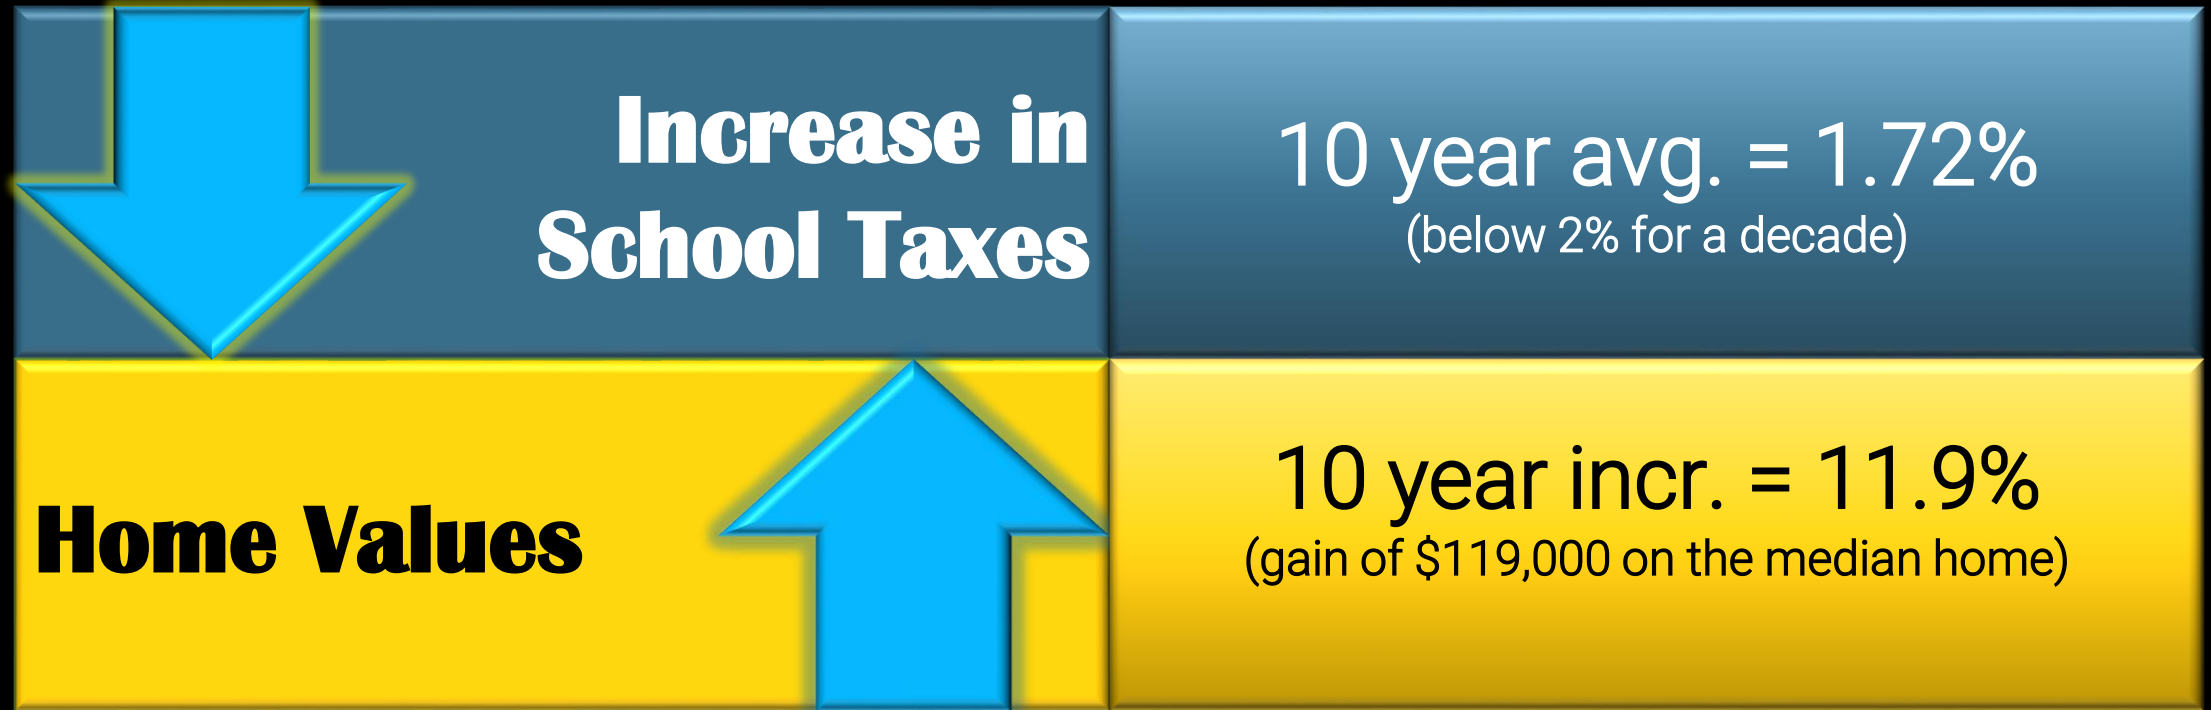 Increase in
School Taxes
10 year avg. = 1.72%
(below 2% for a decade)
Home Values
10 year incr. = 11.9%
(gain of $119,000 on the median home)